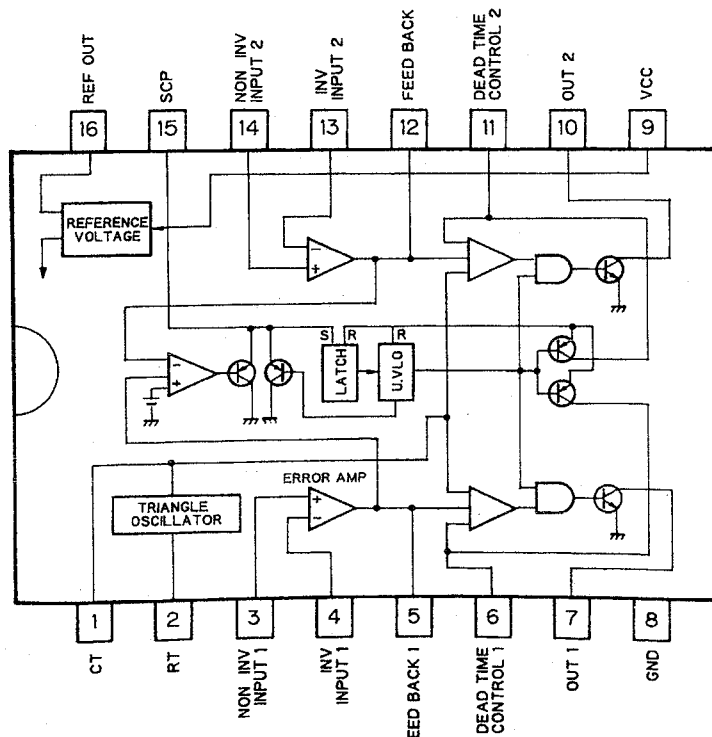 REF OUT
SCP
NON INV
INPUT 2
INV
INPUT 2
FEED BACK
DEAD TIME
CONTROL 2
OUT 2
VCC
16
15
14
13
12
11
10
9
REFERENCE
VOLTAGE
−
+
S
R
R
LATCH
U.VLO
−
+
TRIANGLE
OSCILLATOR
ERROR AMP
+
−
1
2
3
4
5
6
7
8
CT
RT
NON INV
INPUT 1
INV
INPUT 1
EED BACK 1
DEAD TIME
CONTROL 1
OUT 1
GND